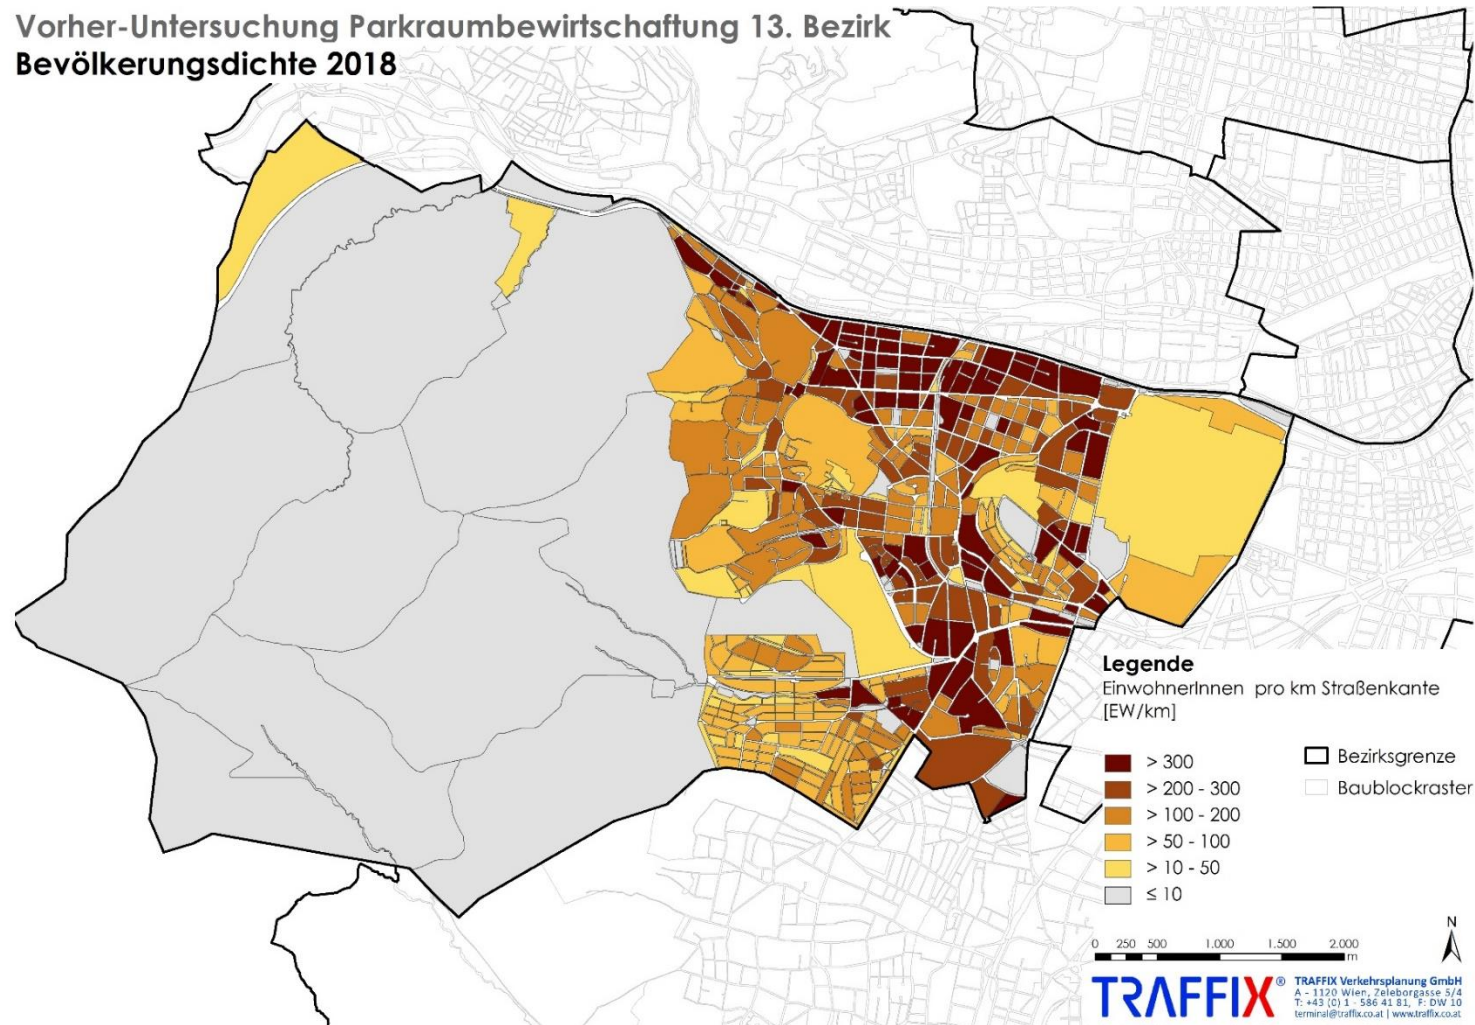 Vorher-Untersuchung Parkraumbewirtschaftung 13. Bezirk
Bevölkerungsdichte 2018
Legende
EinwohnerInnen pro km Straßenkante
[EW/km]
> 300
> 200 - 300
> 100 - 200
> 50 - 100
> 10 - 50
≤ 10
Bezirksgrenze
Baublockraster
N
0 250 500 1.000 1.500 2.000
m
TRAFFIX®
TRAFFIX Verkehrsplanung GmbH
A - 1120 Wien, Zeleborgasse 5/4
T: +43 (0) 1 - 586 41 81, F: DW 10
terminal@traffix.co.at | www.traffix.co.at